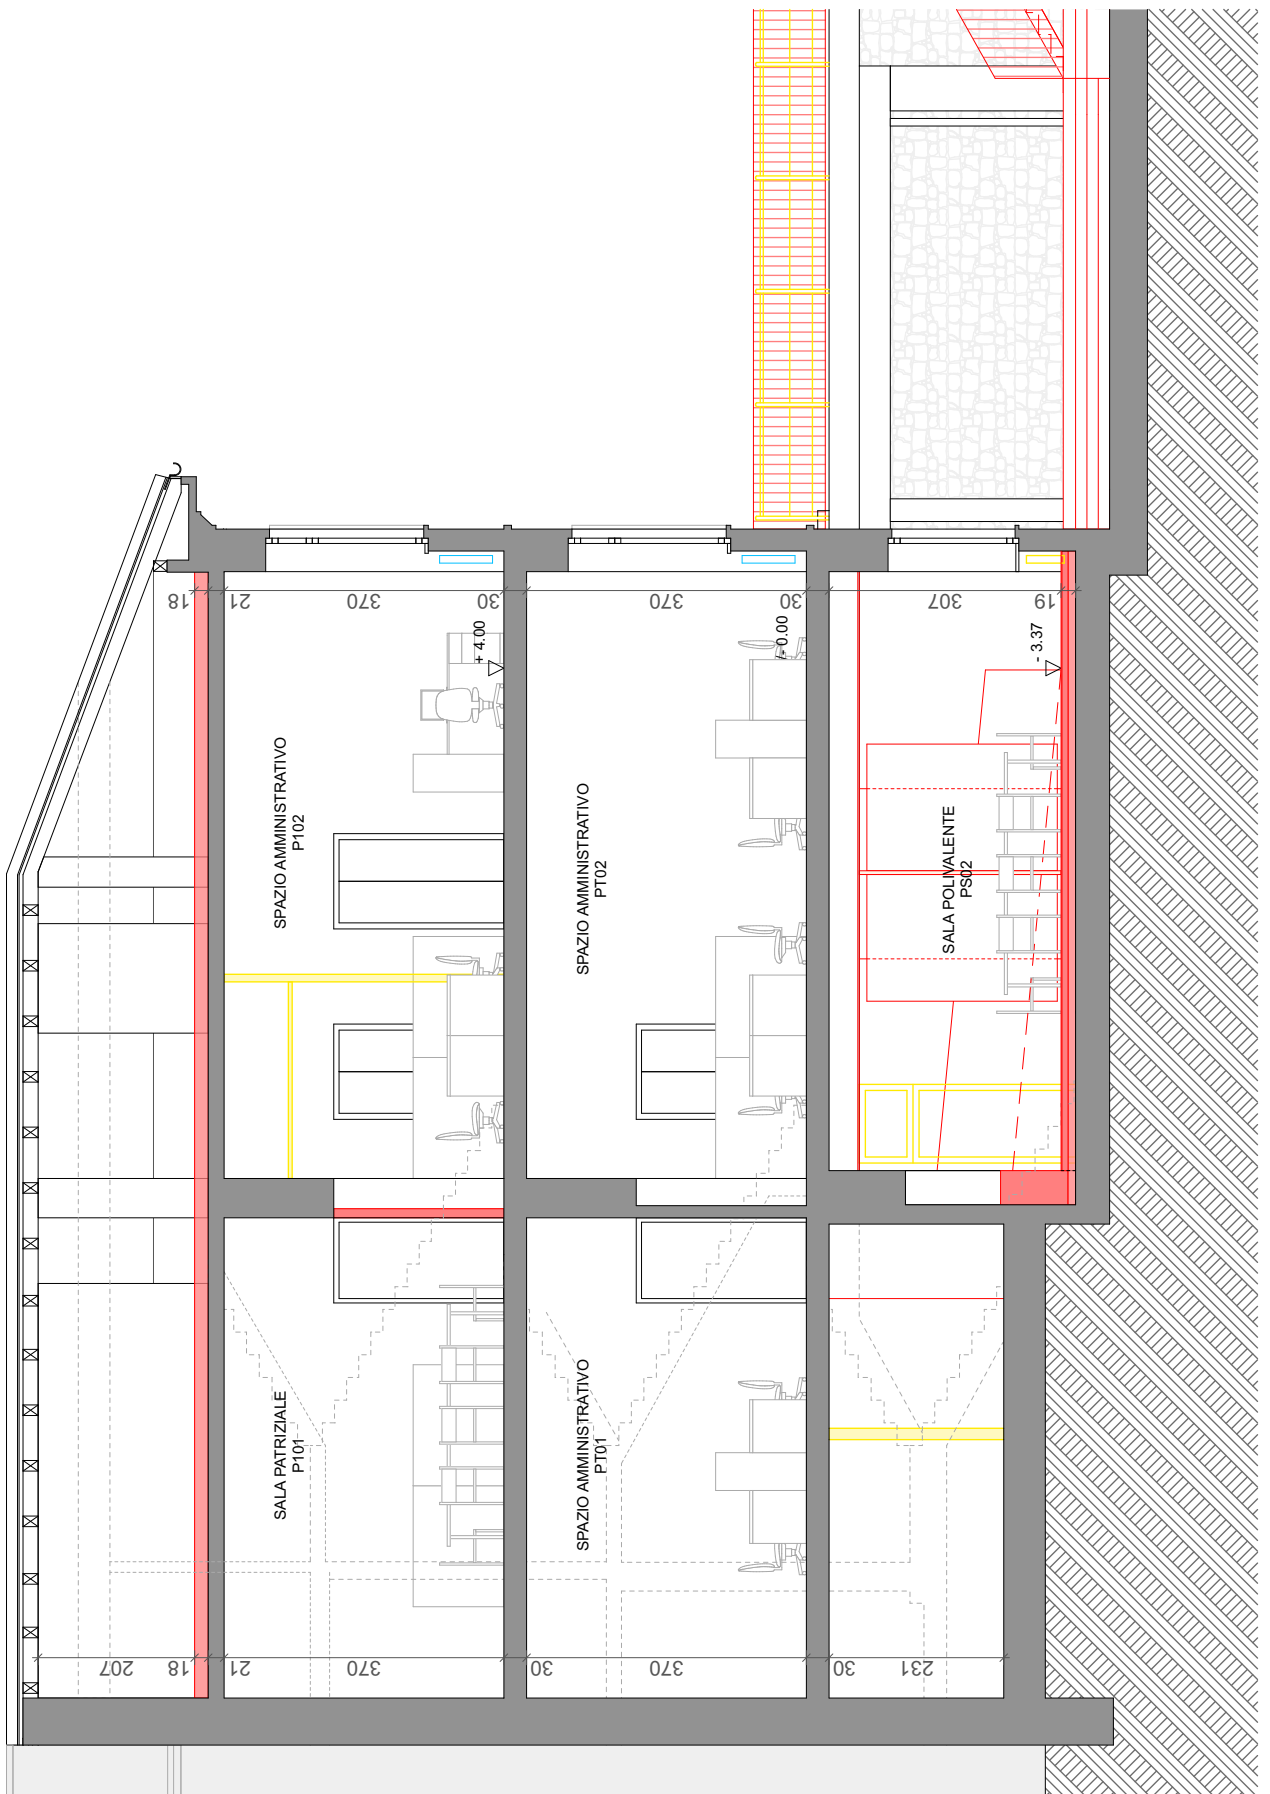 18
21
370
30
370
30
307
19
+ 4.00
0.00
- 3.37
SPAZIO AMMINISTRATIVO
P102
SPAZIO AMMINISTRATIVO
PT02
SALA POLIVALENTE
PS02
SALA PATRIZIALE
P101
SPAZIO AMMINISTRATIVO
PT01
207
18
21
370
30
370
30
231